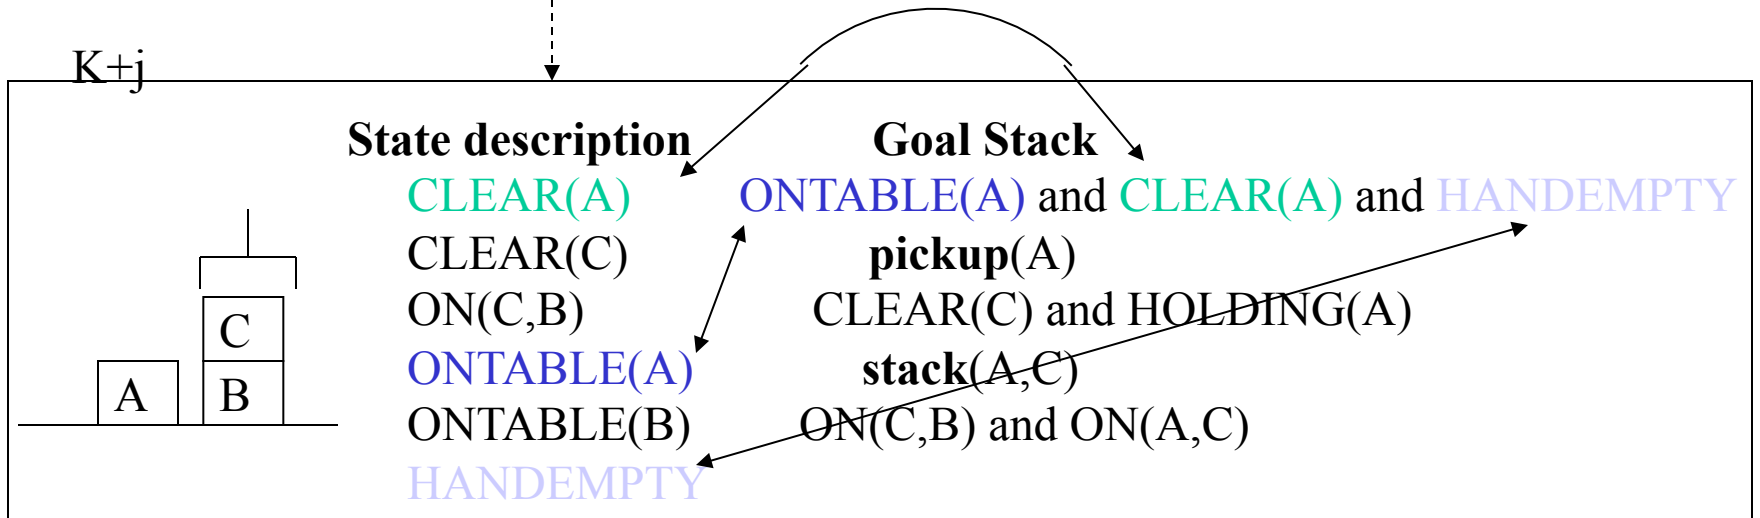 K+j
State description Goal Stack
CLEAR(A) ONTABLE(A) and CLEAR(A) and HANDEMPTY
CLEAR(C) pickup(A)
ON(C,B) CLEAR(C) and HOLDING(A)
C
ONTABLE(A) stack(A,C)
A B
ONTABLE(B) ON(C,B) and ON(A,C)
HANDEMPTY